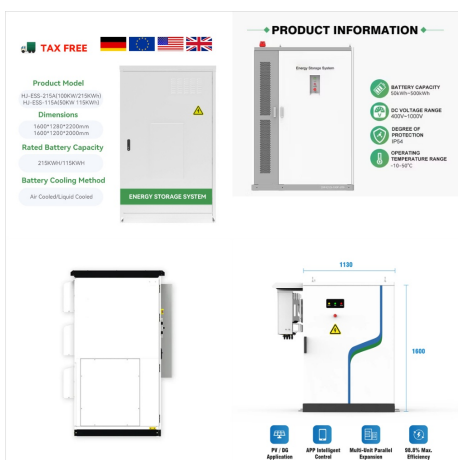 TAX FREE
Product Model
HJ-ESS-215A(100KW/215KWh)
HJ-ESS-115A(50KW 115KWh)
Dimensions
1600*1280*2200mm
1600*1200*2000mm
Rated Battery Capacity
215KWH/115KWH
Battery Cooling Method
Air Cooled/Liquid Cooled
ENERGY STORAGE SYSTEM
PRODUCT INFORMATION
Energy Storage System
BATTERY CAPACITY
50kWh~500kWh
DC VOLTAGE RANGE
400V~1000V
DEGREE OF
PROTECTION
IP54
OPERATING
TEMPERATURE RANGE
-10~50°C
1130
1600
PV / DG
Application
APP Intelligent
Control
Multi-Unit Parallel
Expansion
98.8% Max.
Efficiency